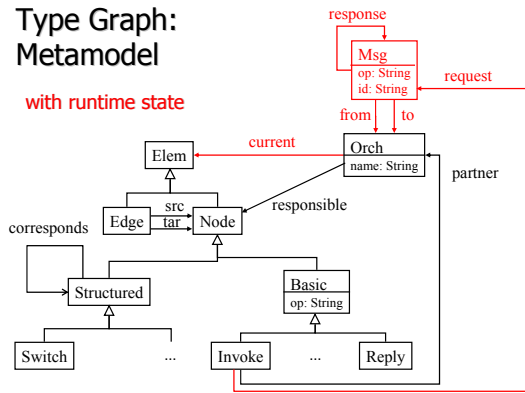 Type Graph:
Metamodel
with runtime state
response
Msg
op: String
id: String
request
from
to
current
Orch
name: String
partner
Elem
responsible
src
tar
Edge
Node
corresponds
Structured
Basic
op: String
Switch
...
Invoke
...
Reply